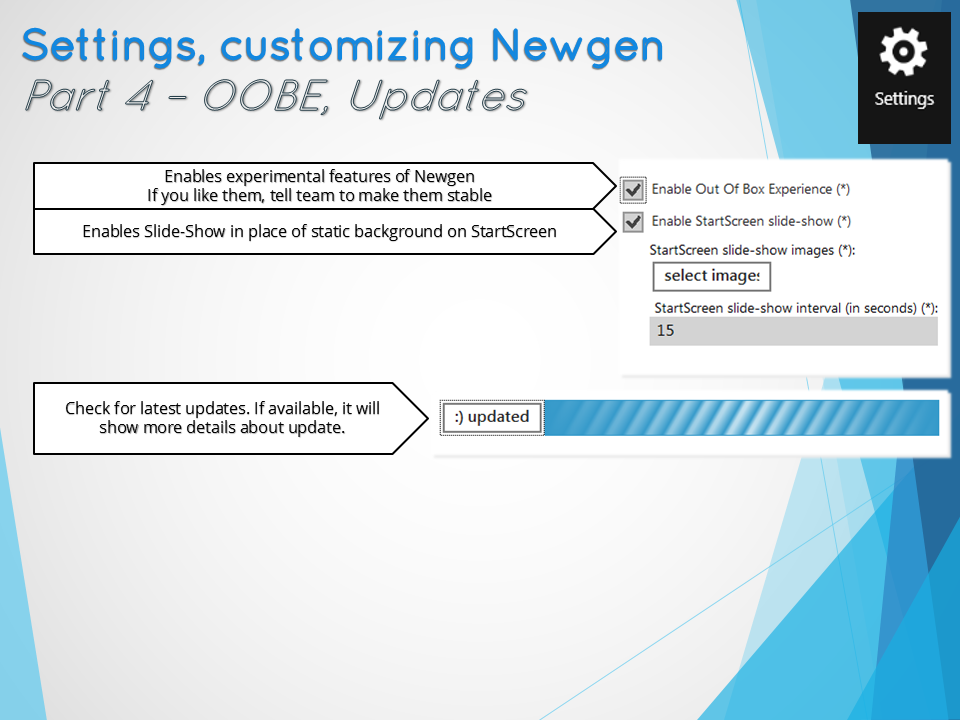 Settings, customizing Newgen
Part 4 – OOBE, Updates
Settings
Enables experimental features of Newgen
If you like them, tell team to make them stable
Enables Slide-Show in place of static background on StartScreen
Enable Out Of Box Experience (*)
Enable StartScreen slide-show (*)
StartScreen slide-show images (*):
select images
StartScreen slide-show interval (in seconds) (*):
15
Check for latest updates. If available, it will
show more details about update.
:) updated